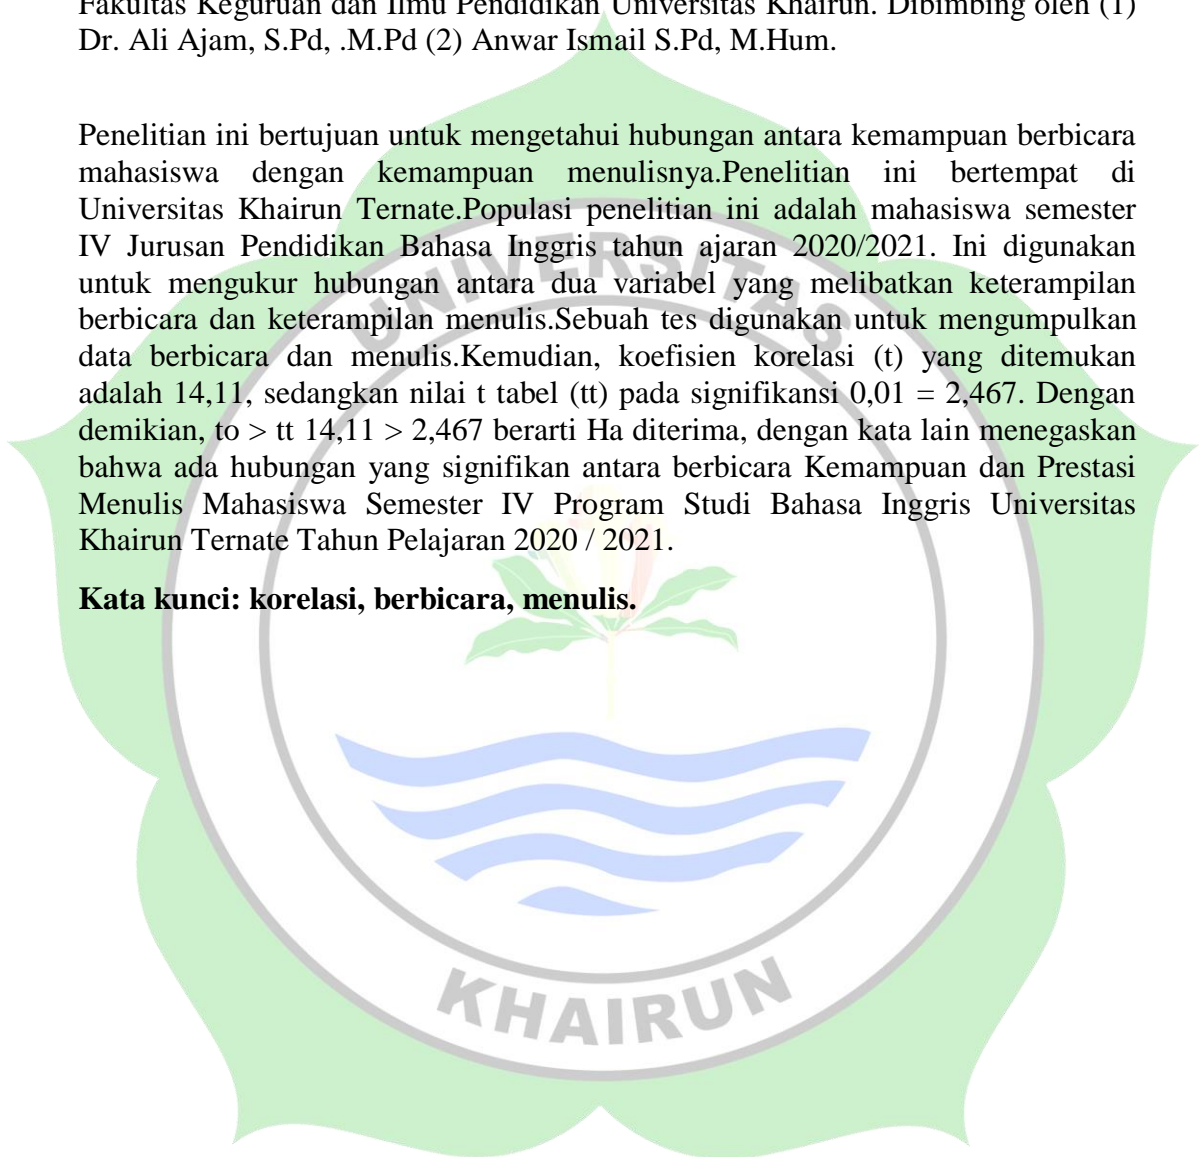 Fakultas Keguruan dan Ilmu Pendidikan Universitas Khairun. Dibimbing oleh (1)
Dr. Ali Ajam, S.Pd, .M.Pd (2) Anwar Ismail S.Pd, M.Hum.
Penelitian ini bertujuan untuk mengetahui hubungan antara kemampuan berbicara
mahasiswa dengan kemampuan menulisnya.Penelitian ini bertempat di
Universitas Khairun Ternate.Populasi penelitian ini adalah mahasiswa semester
IV Jurusan Pendidikan Bahasa Inggris tahun ajaran 2020/2021. Ini digunakan
untuk mengukur hubungan antara dua variabel yang melibatkan keterampilan
berbicara dan keterampilan menulis.Sebuah tes digunakan untuk mengumpulkan
data berbicara dan menulis.Kemudian, koefisien korelasi (t) yang ditemukan
adalah 14,11, sedangkan nilai t tabel (tt) pada signifikansi 0,01 = 2,467. Dengan
demikian, to > tt 14,11 > 2,467 berarti Ha diterima, dengan kata lain menegaskan
bahwa ada hubungan yang signifikan antara berbicara Kemampuan dan Prestasi
Menulis Mahasiswa Semester IV Program Studi Bahasa Inggris Universitas
Khairun Ternate Tahun Pelajaran 2020 / 2021.
Kata kunci: korelasi, berbicara, menulis.
UNIVERSITAS
KHAIRUN